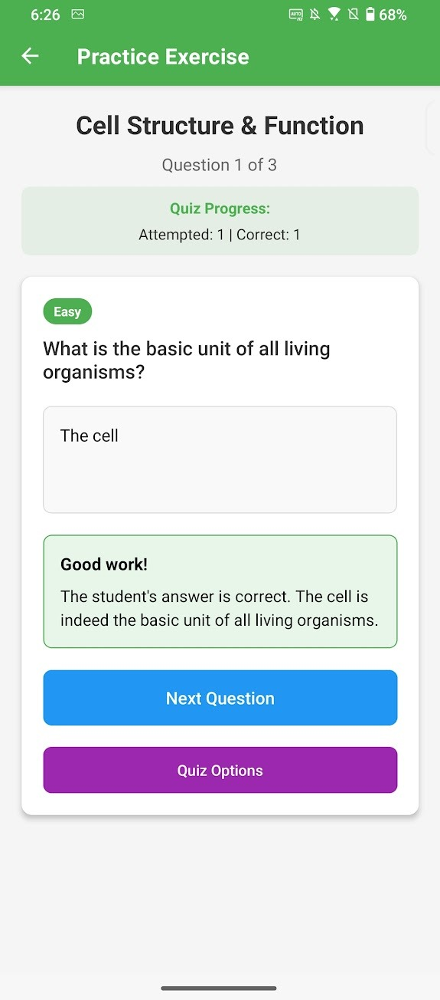 6:26 68%
Practice Exercise
Cell Structure & Function
Question 1 of 3
Quiz Progress:
Attempted: 1 | Correct: 1
Easy
What is the basic unit of all living
organisms?
The cell
Good work!
The student's answer is correct. The cell is
indeed the basic unit of all living organisms.
Next Question
Quiz Options